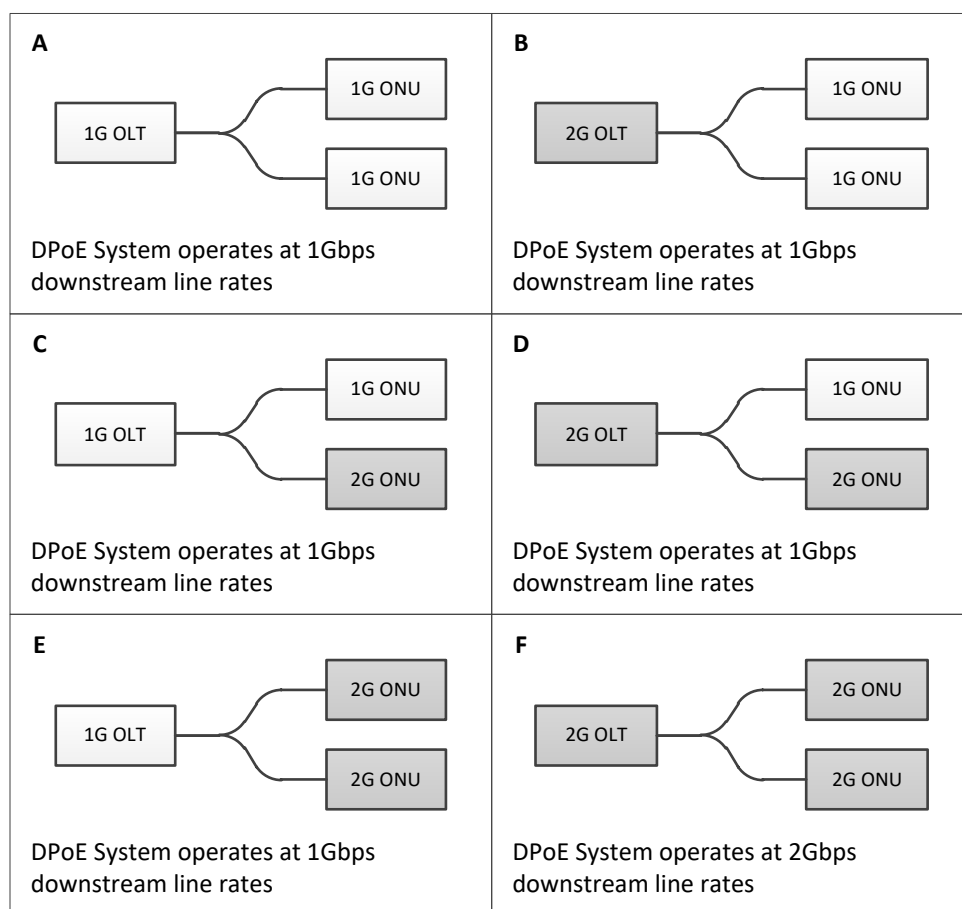 A
1G OLT
1G ONU
1G ONU
DPoE System operates at 1Gbps
downstream line rates
B
2G OLT
1G ONU
1G ONU
DPoE System operates at 1Gbps
downstream line rates
C
1G OLT
1G ONU
2G ONU
DPoE System operates at 1Gbps
downstream line rates
D
2G OLT
1G ONU
2G ONU
DPoE System operates at 1Gbps
downstream line rates
E
1G OLT
2G ONU
2G ONU
DPoE System operates at 1Gbps
downstream line rates
F
2G OLT
2G ONU
2G ONU
DPoE System operates at 2Gbps
downstream line rates